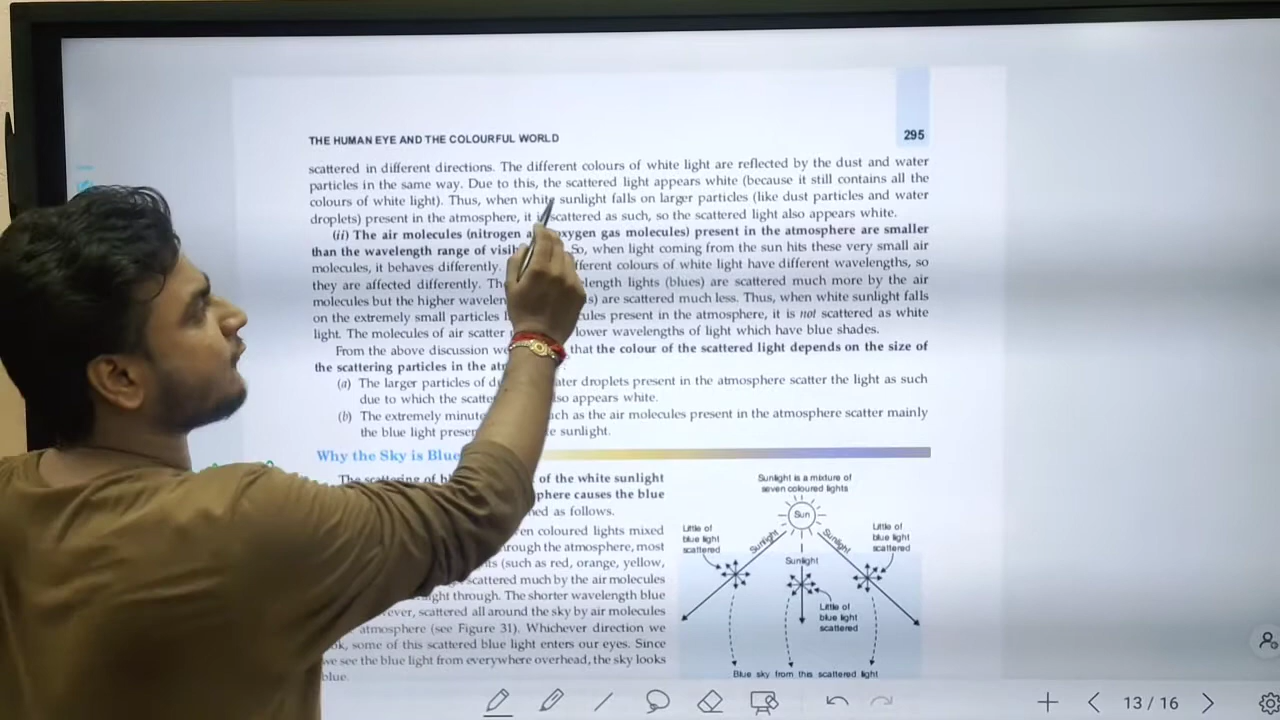 THE HUMAN EYE AND THE COLOURFUL WORLD 295
scattered in different directions. The different colours of white light are reflected by the dust and water
particles in the same way. Due to this, the scattered light appears white (because it still contains all the
colours of white light). Thus, when white sunlight falls on larger particles (like dust particles and water
droplets) present in the atmosphere, it is scattered as such, so the scattered light also appears white.
(ii) The air molecules (nitrogen oxygen gas molecules) present in the atmosphere are smaller
than the wavelength range of So, when light coming from the sun hits these very small air
molecules, it behaves differently. different colours of white light have different wavelengths, so
they are affected differently. lights (blues) are scattered much more by the air
molecules but the higher are scattered much less. Thus, when white sunlight falls
on the extremely small particles present in the atmosphere, it is not scattered as white
light. The molecules of air scatter lower wavelengths of light which have blue shades.
From the above discussion we that the colour of the scattered light depends on the size of
the scattering particles in the
(a) The larger particles of water droplets present in the atmosphere scatter the light as such
due to which the also appears white.
(b) The extremely minute such as the air molecules present in the atmosphere scatter mainly
the blue light sunlight.
Why the Sky is Blue
The scattering of of the white sunlight
causes the blue
as follows.
coloured lights mixed
through the atmosphere, most
(such as red, orange, yellow,
scattered much by the air molecules
through. The shorter wavelength blue
scattered all around the sky by air molecules
atmosphere (see Figure 31). Whichever direction we
some of this scattered blue light enters our eyes. Since
we see the blue light from everywhere overhead, the sky looks
blue.
Sunlight is a mixture of
seven coloured lights
Sun
Little of
blue light
scattered
Sunlight
Sunlight
Sunlight
Little of
blue light
scattered
Little of
blue light
scattered
Blue sky from this scattered light
13 / 16